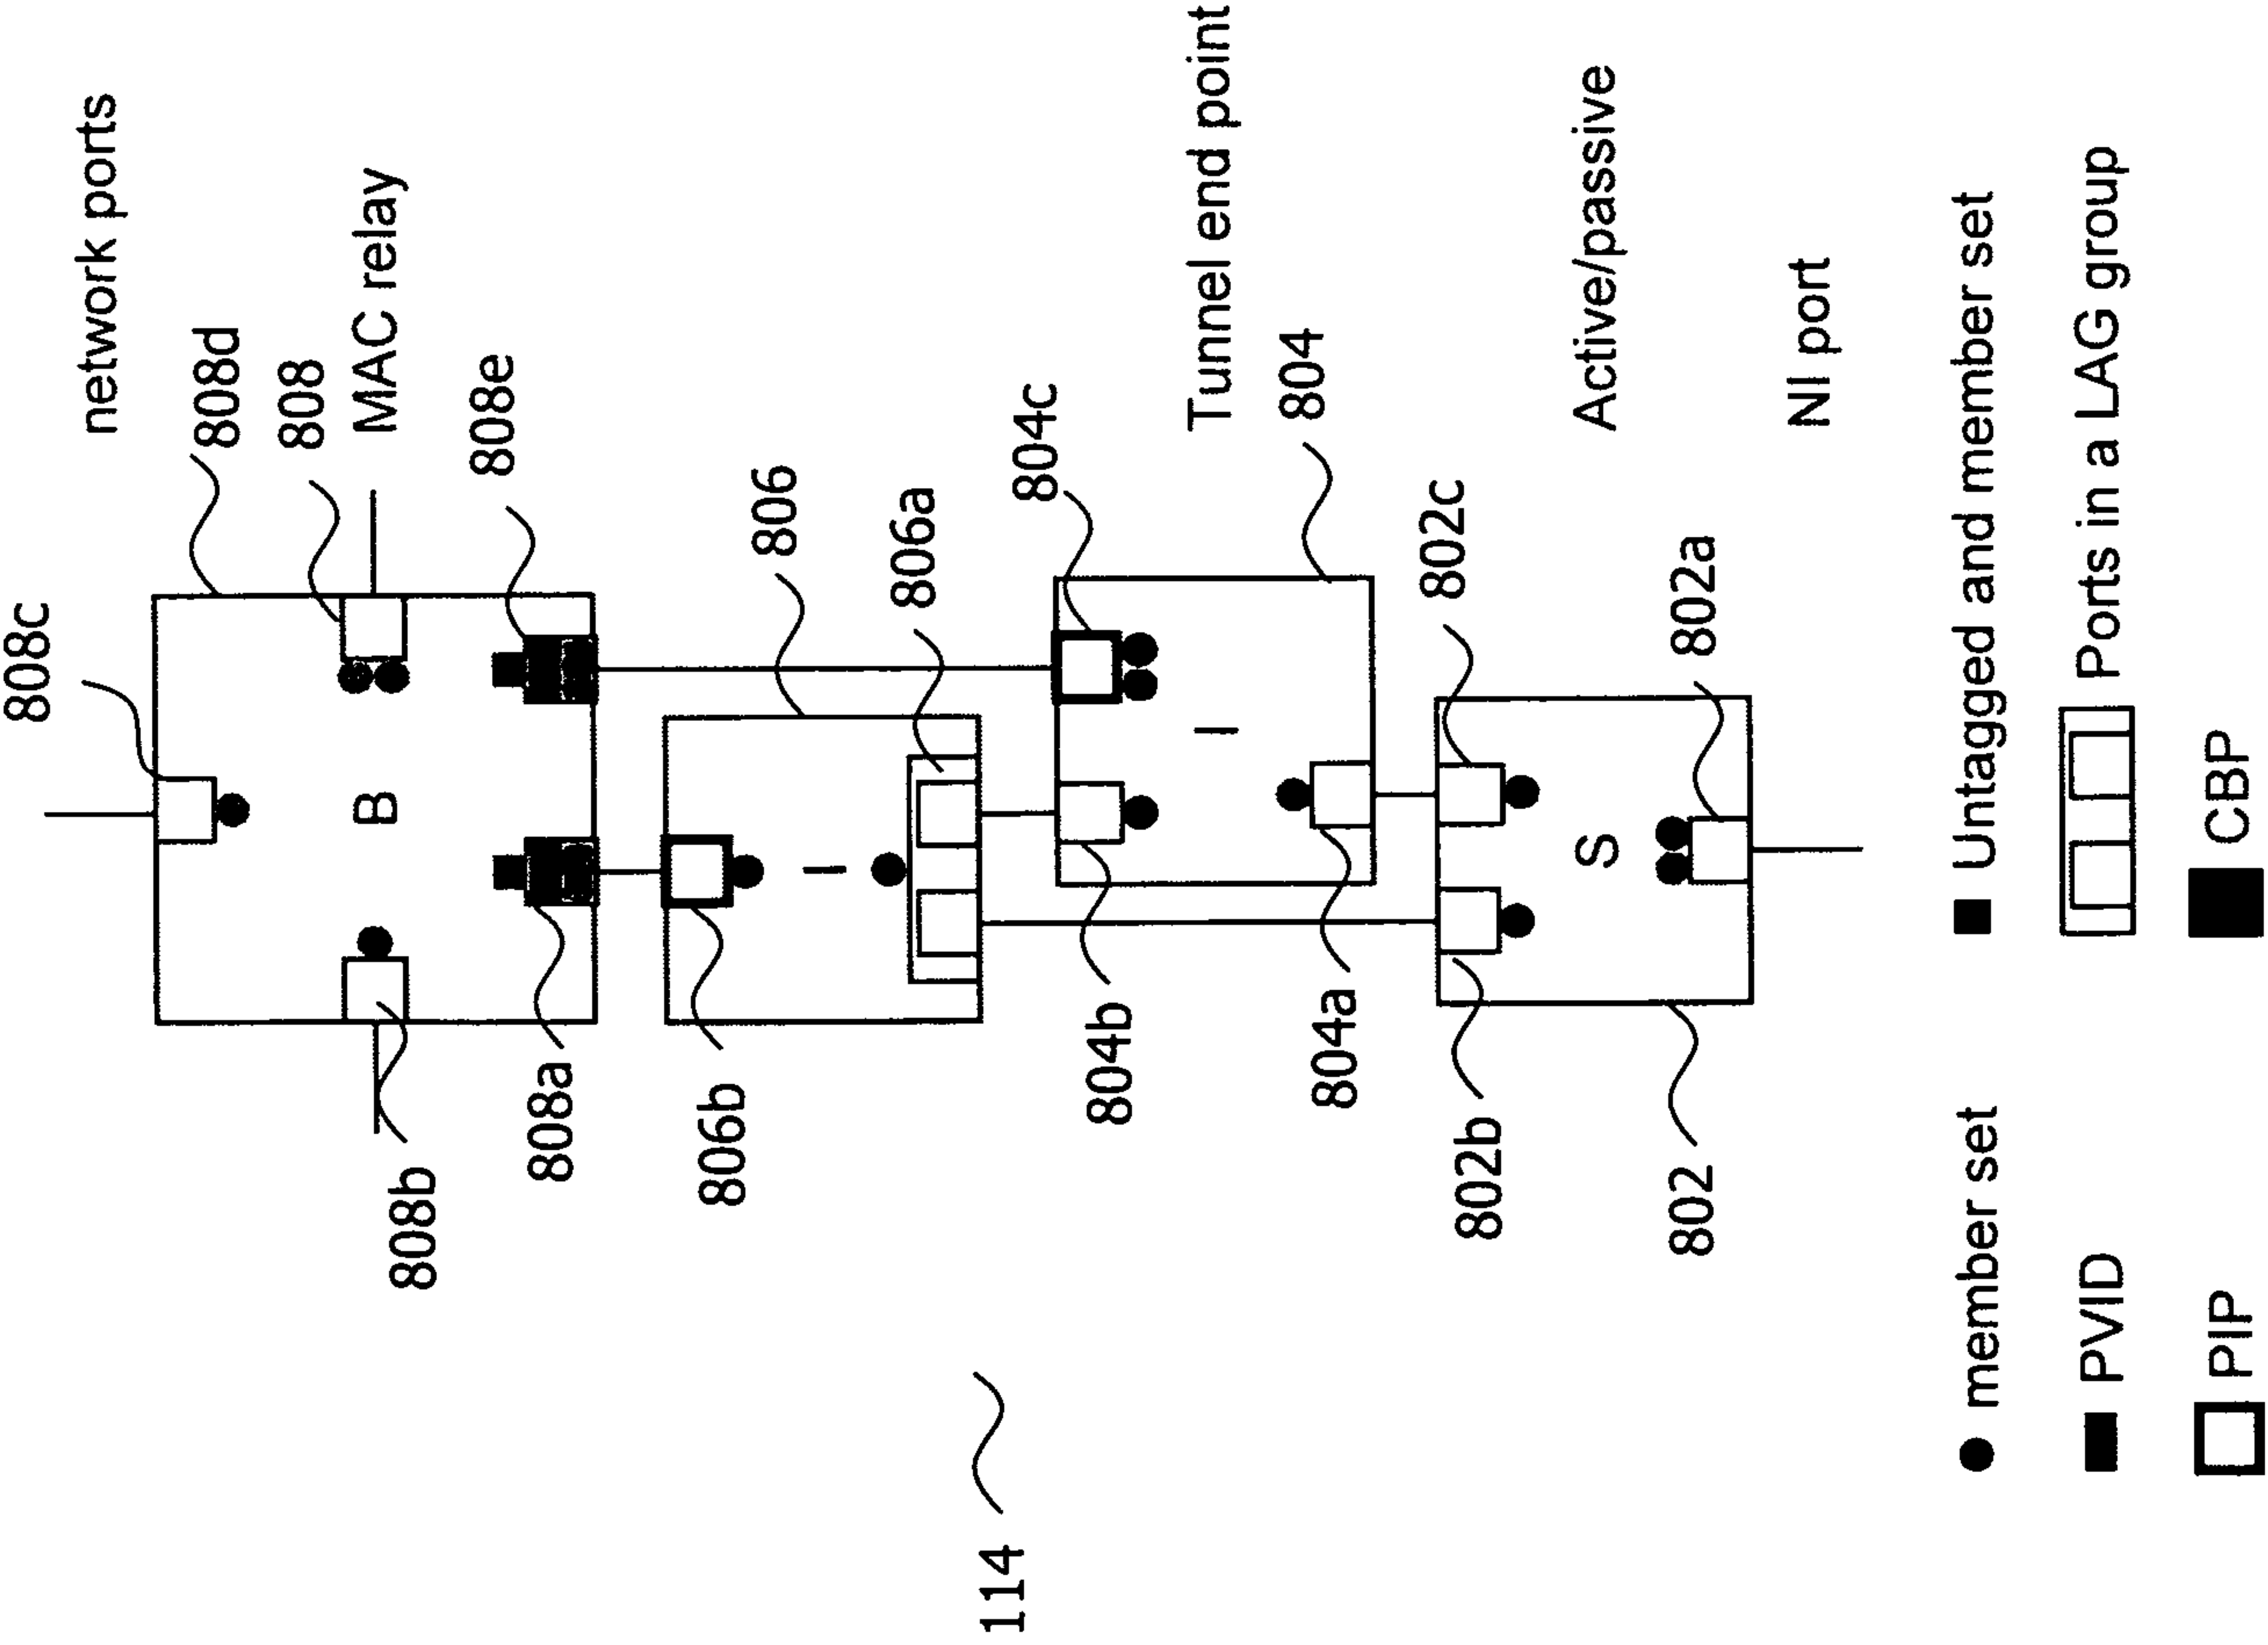 network ports
808c
808d
808
MAC relay
B
808e
808b
808a
806
806b
I
806a
804c
Tunnel end point
804
I
804b
804a
802c
Active/passive
802b
S
802a
802
NI port
114
member set
Untagged and member set
PVID
Ports in a LAG group
PIP
CBP